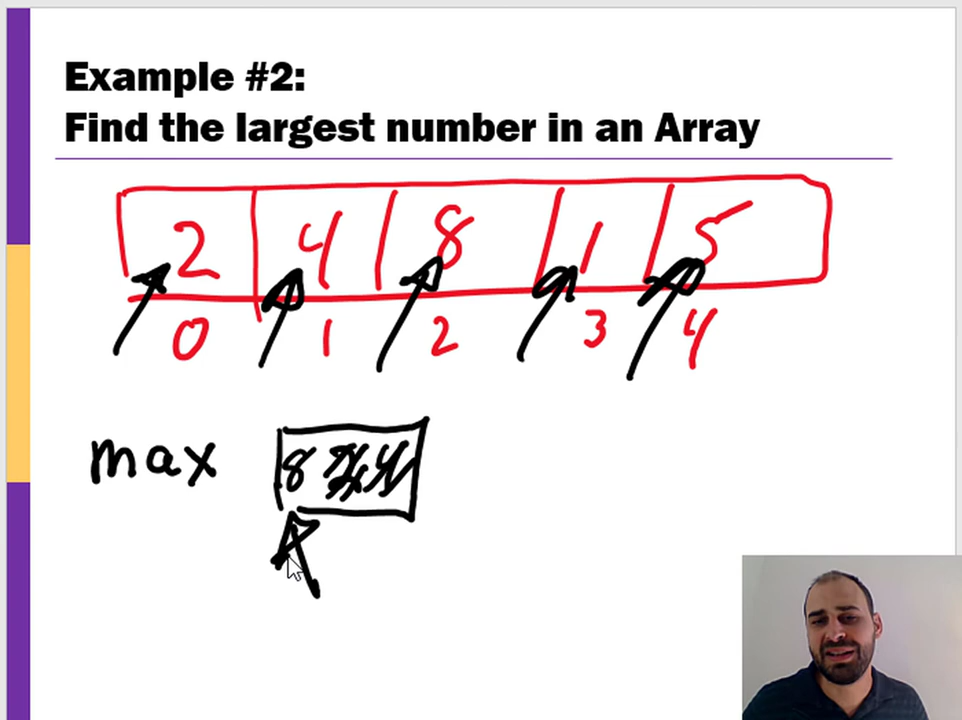 Example #2:
Find the largest number in an Array
2 4 8 1 5
0 1 2 3 4
max 8